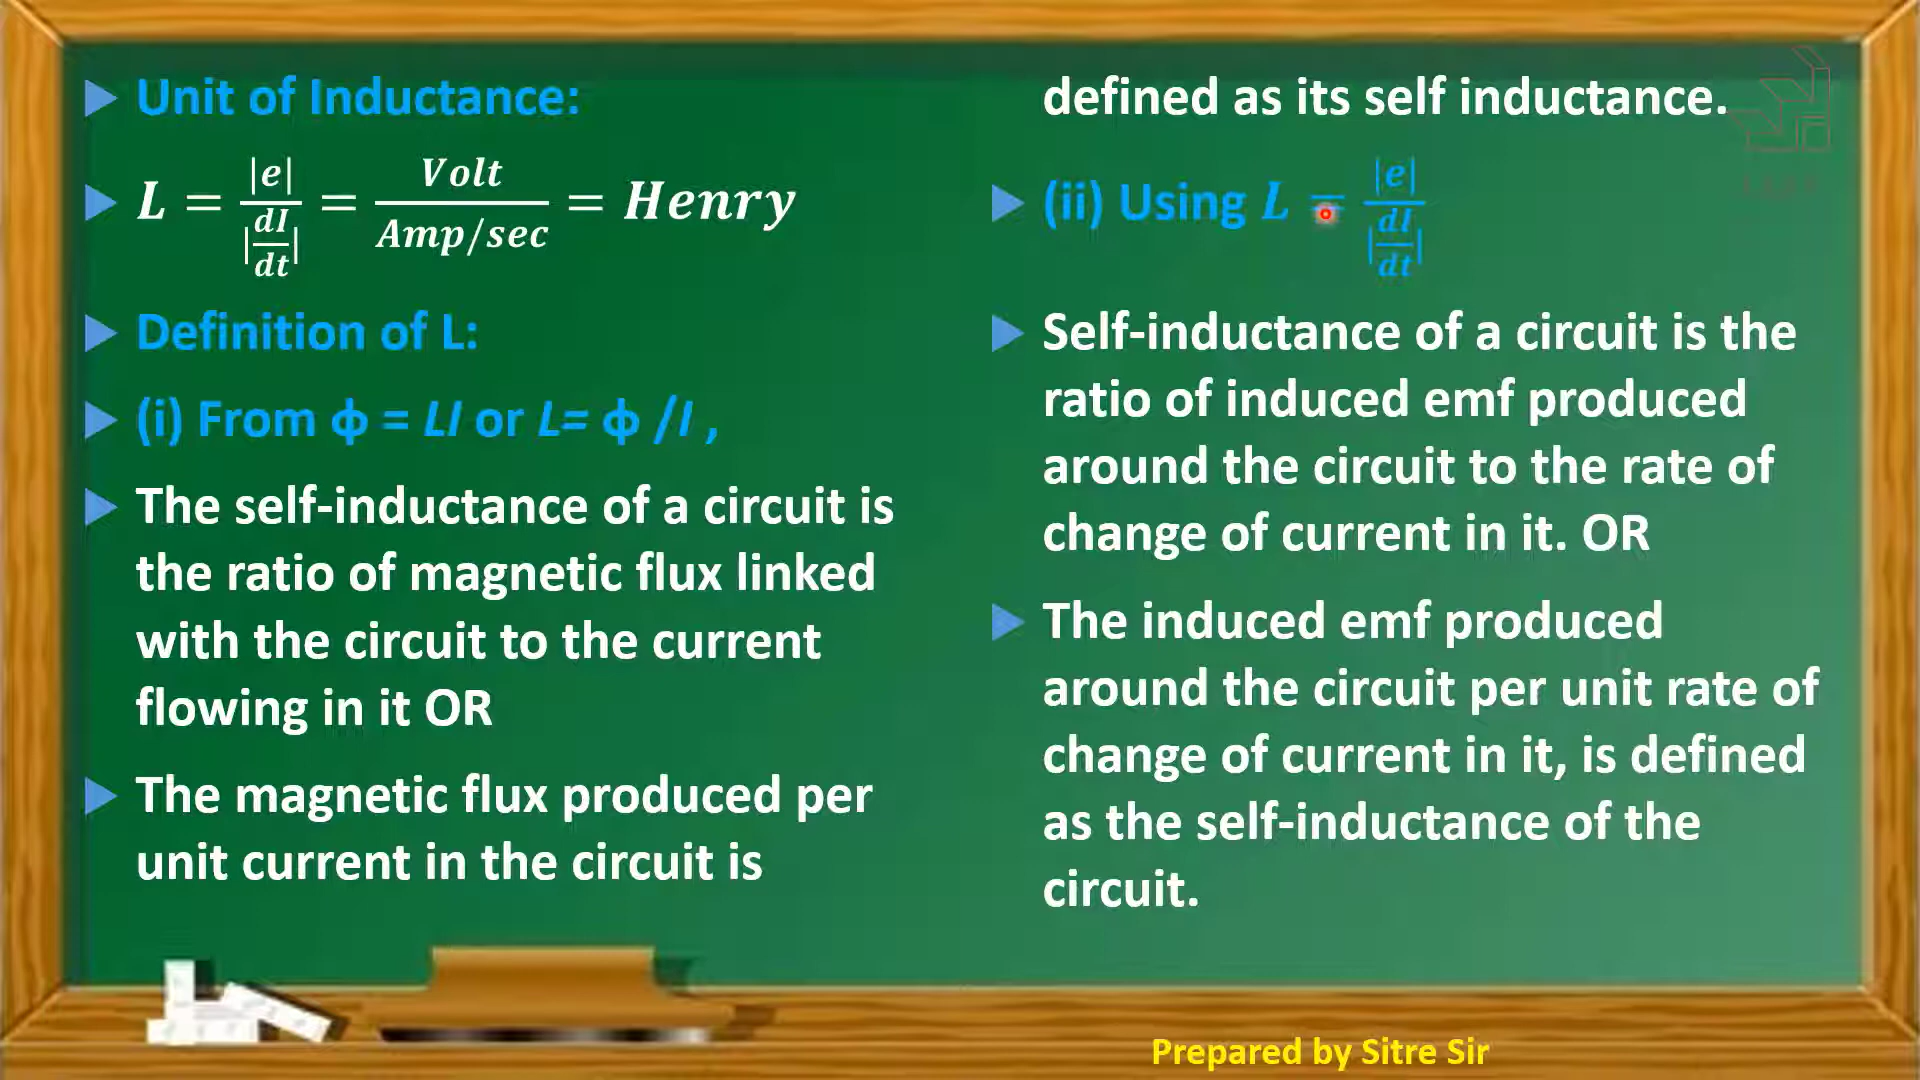 Unit of Inductance:
L = |e| / |dI/dt| = Volt / Amp/sec = Henry
Definition of L:
(i) From ϕ = LI or L= ϕ /I ,
The self-inductance of a circuit is
the ratio of magnetic flux linked
with the circuit to the current
flowing in it OR
The magnetic flux produced per
unit current in the circuit is
defined as its self inductance.
(ii) Using L = |e| / |dI/dt|
Self-inductance of a circuit is the
ratio of induced emf produced
around the circuit to the rate of
change of current in it. OR
The induced emf produced
around the circuit per unit rate of
change of current in it, is defined
as the self-inductance of the
circuit.
Prepared by Sitre Sir